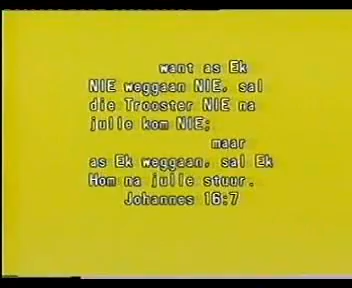 want as Ek
NIE weggaan NIE, sal
die Trooster NIE na
julle kom NIE;
maar
as Ek weggaan, sal Ek
Hom na julle stuur.
Johannes 16:7